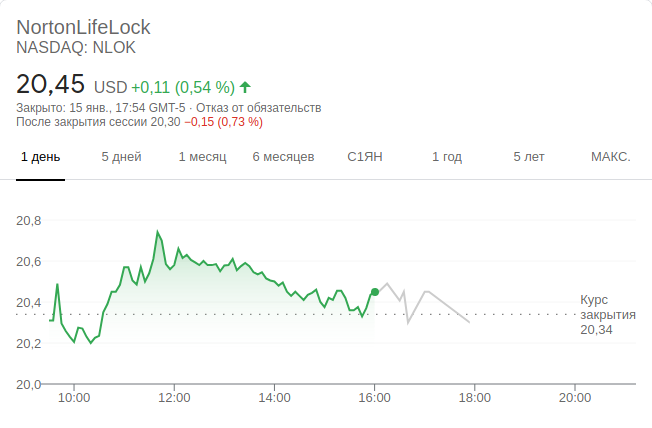 NortonLifeLock
NASDAQ: NLOK
20,45 USD +0,11 (0,54 %)
Закрыто: 15 янв., 17:54 GMT-5 · Отказ от обязательств
После закрытия сессии 20,30 −0,15 (0,73 %)
1 день 5 дней 1 месяц 6 месяцев С1ЯН 1 год 5 лет МАКС.
20,8
20,6
20,4
20,2
20,0
Курс
закрытия
20,34
10:00 12:00 14:00 16:00 18:00 20:00